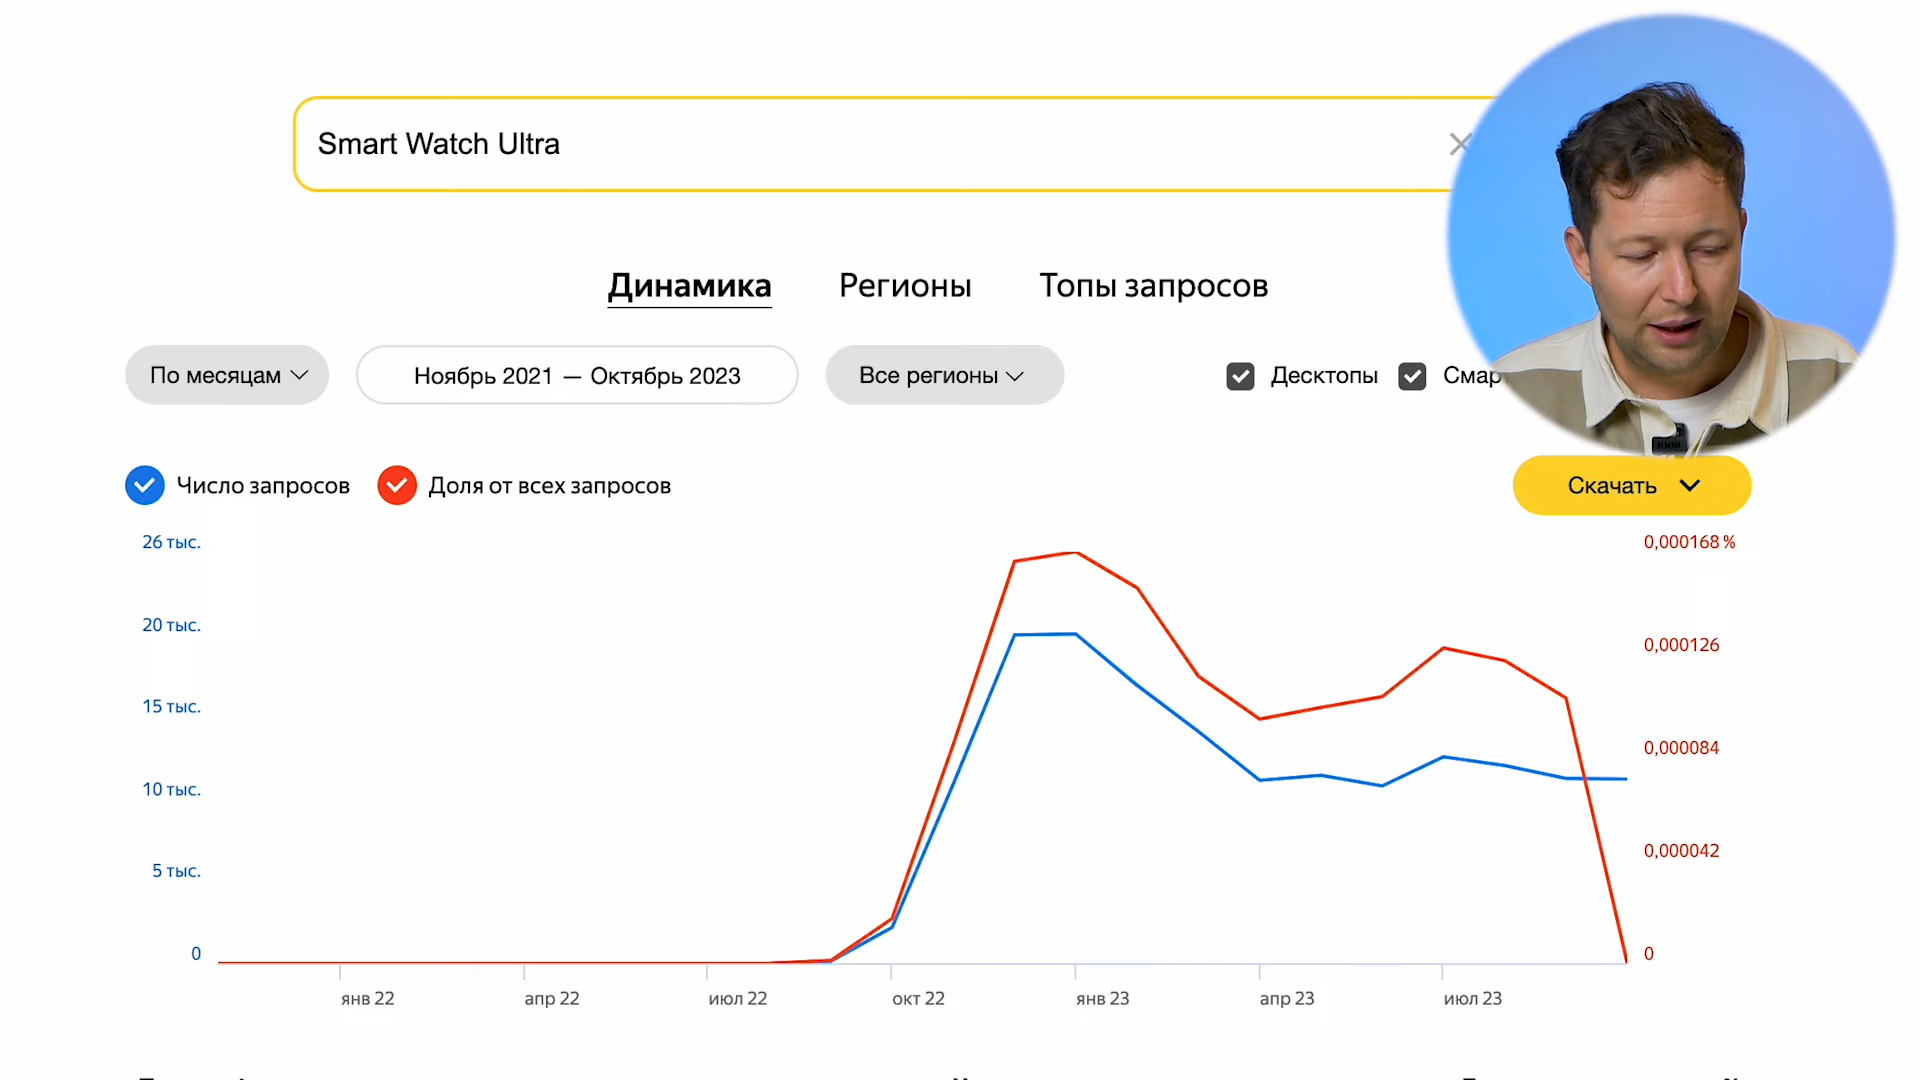 Smart Watch Ultra
Динамика Регионы Топы запросов
По месяцам Ноябрь 2021 — Октябрь 2023 Все регионы Десктопы
Число запросов Доля от всех запросов Скачать
26 тыс. 0,000168 %
20 тыс. 0,000126
15 тыс. 0,000084
10 тыс. 0,000042
5 тыс.
0 0
янв 22 апр 22 июл 22 окт 22 янв 23 апр 23 июл 23